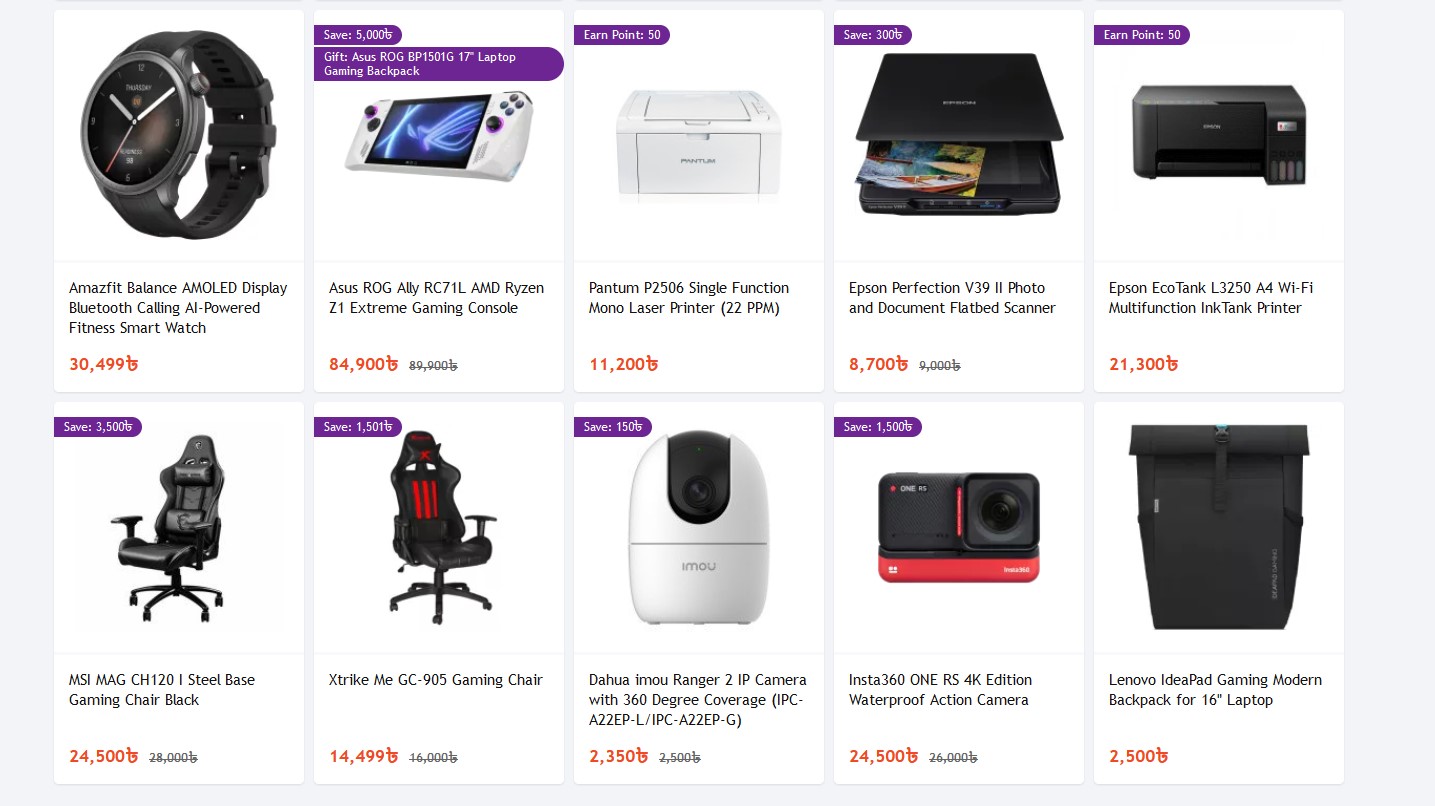 THURSDAY
Save: 5,000৳
Gift: Asus ROG BP1501G 17" Laptop
Gaming Backpack
Earn Point: 50
PANTUM
Save: 300৳
EPSON
Earn Point: 50
EPSON
Amazfit Balance AMOLED Display
Bluetooth Calling AI-Powered
Fitness Smart Watch
30,499৳
Asus ROG Ally RC71L AMD Ryzen
Z1 Extreme Gaming Console
84,900৳ 89,900৳
Pantum P2506 Single Function
Mono Laser Printer (22 PPM)
11,200৳
Epson Perfection V39 II Photo
and Document Flatbed Scanner
8,700৳ 9,000৳
Epson EcoTank L3250 A4 Wi-Fi
Multifunction InkTank Printer
21,300৳
Save: 3,500৳
Save: 1,501৳
Save: 150৳
imou
Save: 1,500৳
ONE RS
Insta360
IDEAPAD GAMING
MSI MAG CH120 I Steel Base
Gaming Chair Black
24,500৳ 28,000৳
Xtrike Me GC-905 Gaming Chair
14,499৳ 16,000৳
Dahua imou Ranger 2 IP Camera
with 360 Degree Coverage (IPC-
A22EP-L/IPC-A22EP-G)
2,350৳ 2,500৳
Insta360 ONE RS 4K Edition
Waterproof Action Camera
24,500৳ 26,000৳
Lenovo IdeaPad Gaming Modern
Backpack for 16" Laptop
2,500৳